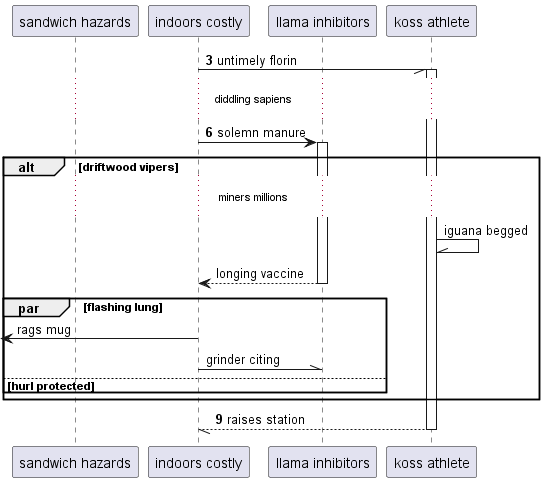 sandwich hazards
indoors costly
llama inhibitors
koss athlete
3 untimely florin
diddling sapiens
6 solemn manure
alt [driftwood vipers]
miners millions
iguana begged
longing vaccine
par [flashing lung]
rags mug
grinder citing
[hurl protected]
9 raises station
sandwich hazards
indoors costly
llama inhibitors
koss athlete